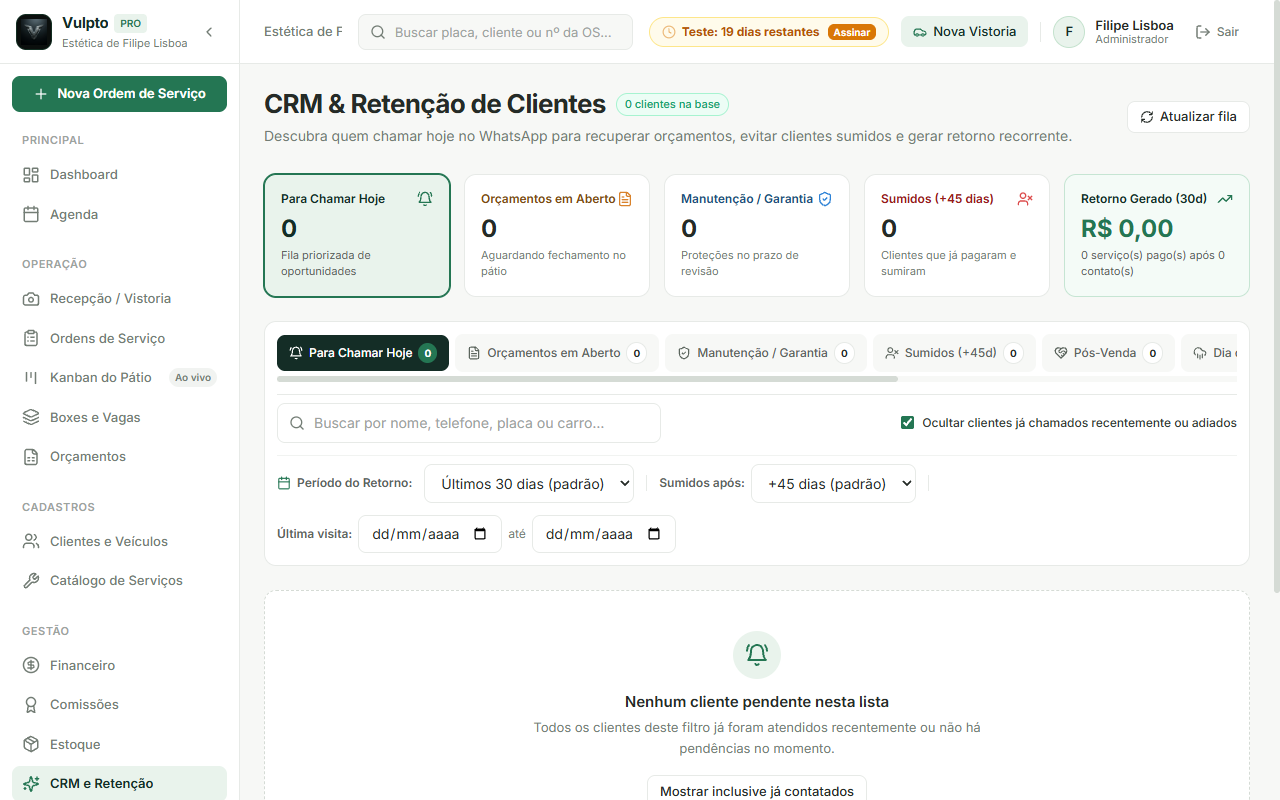 Vulpto PRO
Estética de Filipe Lisboa
Nova Ordem de Serviço
PRINCIPAL
Dashboard
Agenda
OPERAÇÃO
Recepção / Vistoria
Ordens de Serviço
Kanban do Pátio Ao vivo
Boxes e Vagas
Orçamentos
CADASTROS
Clientes e Veículos
Catálogo de Serviços
GESTÃO
Financeiro
Comissões
Estoque
CRM e Retenção
Estética de F
Buscar placa, cliente ou nº da OS...
Teste: 19 dias restantes Assinar
Nova Vistoria
F
Filipe Lisboa
Administrador
Sair
CRM & Retenção de Clientes 0 clientes na base
Descubra quem chamar hoje no WhatsApp para recuperar orçamentos, evitar clientes sumidos e gerar retorno recorrente.
Atualizar fila
Para Chamar Hoje
0
Fila priorizada de
oportunidades
Orçamentos em Aberto
0
Aguardando fechamento no
pátio
Manutenção / Garantia
0
Proteções no prazo de
revisão
Sumidos (+45 dias)
0
Clientes que já pagaram e
sumiram
Retorno Gerado (30d)
R$ 0,00
0 serviço(s) pago(s) após 0
contato(s)
Para Chamar Hoje 0
Orçamentos em Aberto 0
Manutenção / Garantia 0
Sumidos (+45d) 0
Pós-Venda 0
Dia
Buscar por nome, telefone, placa ou carro...
Ocultar clientes já chamados recentemente ou adiados
Período do Retorno: Últimos 30 dias (padrão)
Sumidos após: +45 dias (padrão)
Última visita: dd/mm/aaaa até dd/mm/aaaa
Nenhum cliente pendente nesta lista
Todos os clientes deste filtro já foram atendidos recentemente ou não há
pendências no momento.
Mostrar inclusive já contatados